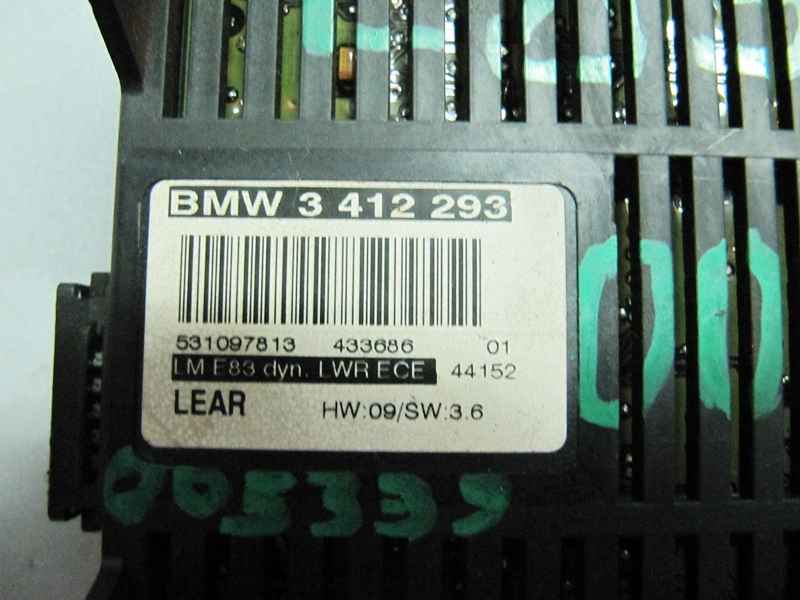 BMW 3 412 293
531097813 433686 01
LM E83 dyn. LWR ECE 44152
LEAR HW:09/SW:3.6
00